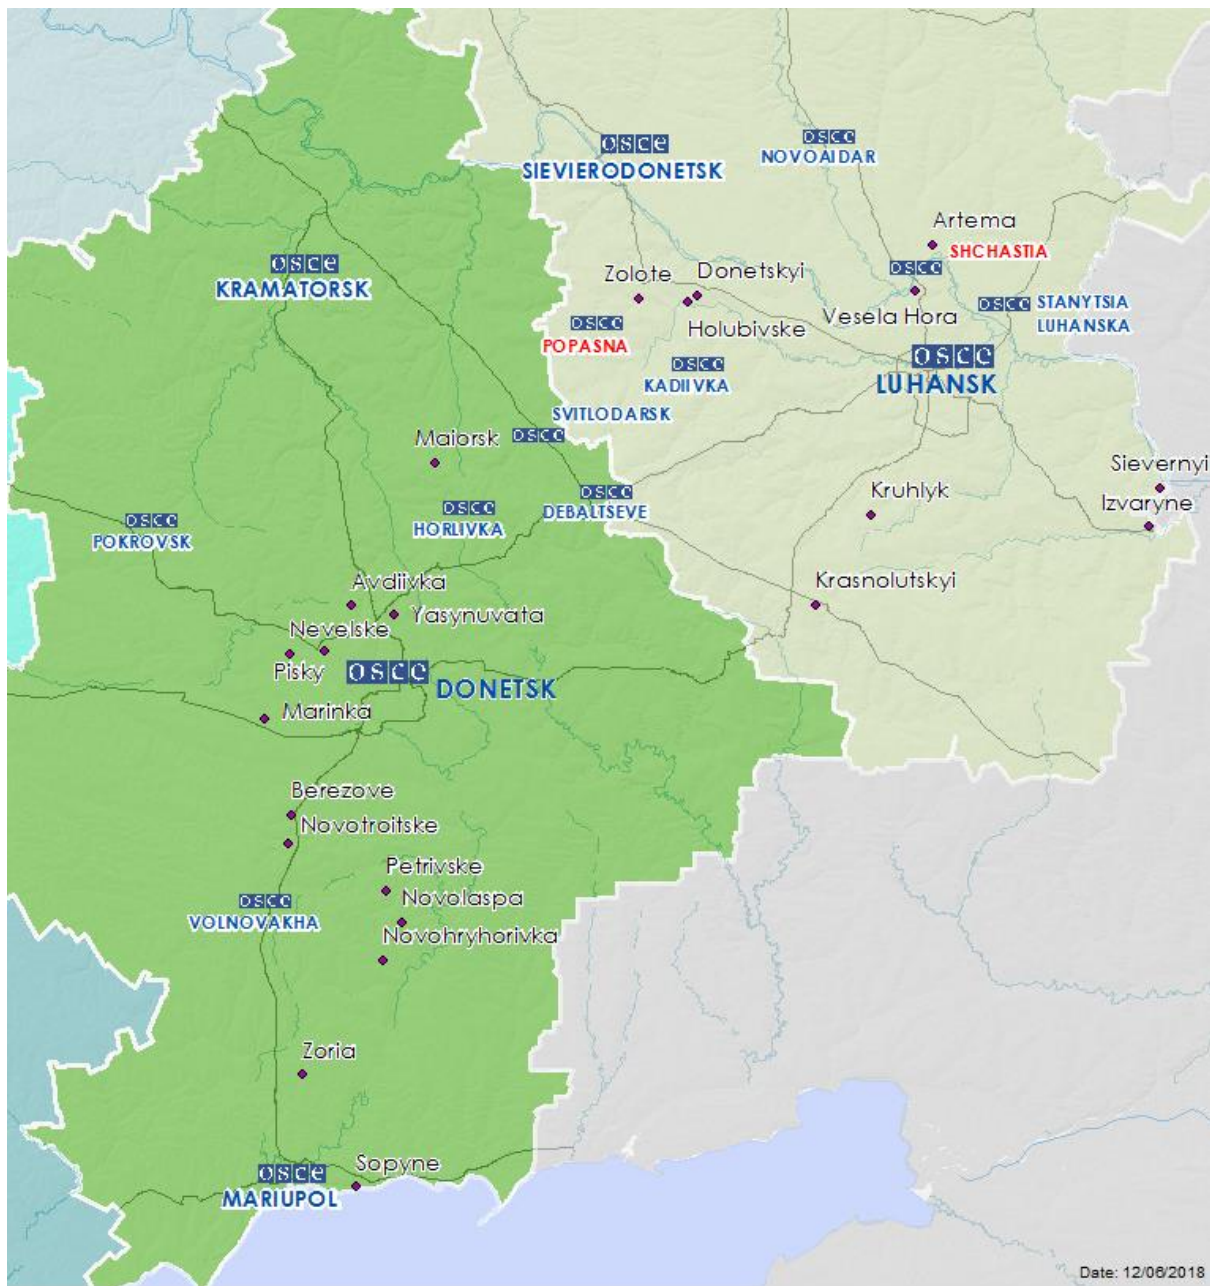 osce
SIEVIERODONETSK
osce
NOVOAIDAR
Artema
SHCHASTIA
osce
KRAMATORSK
osce
Zolote
Donetskyi
Holubivske
Vesela Hora
osce
STANYTSIA
LUHANSKA
osce
POPASNA
osce
LUHANSK
osce
KADIIVKA
SVITLODARSK
osce
Maiorsk
Sievernyi
Izvaryne
Kruhlyk
osce
DEBALTSEVE
osce
HORLIVKA
osce
POKROVSK
Avdiivka
Yasynuvata
Krasnolutskyi
Nevelske
Pisky
osce
DONETSK
Marinka
Berezove
Novotroitske
Petrivske
Novolaspa
osce
VOLNOVAKHA
Novohryhorivka
Zoria
osce
MARIUPOL
Sopyne
Date: 12/06/2018